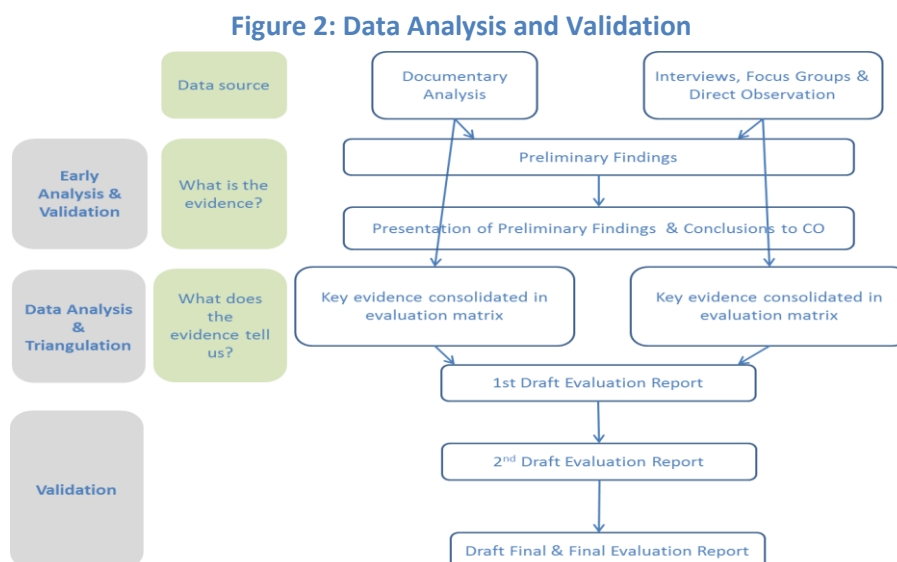 Figure 2: Data Analysis and Validation
Data source
Documentary
Analysis
Interviews, Focus Groups &
Direct Observation
Early
Analysis &
Validation
What is the
evidence?
Preliminary Findings
Presentation of Preliminary Findings & Conclusions to CO
Data Analysis
&
Triangulation
What does
the
evidence tell
us?
Key evidence consolidated in
evaluation matrix
Key evidence consolidated in
evaluation matrix
1st Draft Evaluation Report
Validation
2nd Draft Evaluation Report
Draft Final & Final Evaluation Report